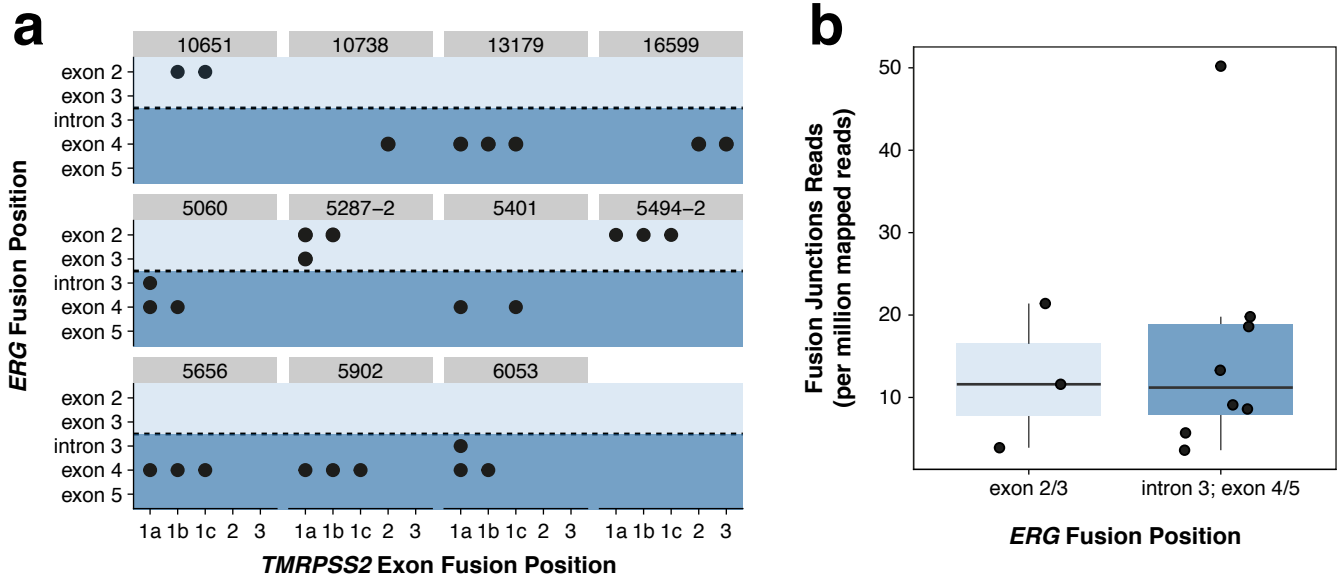 a
10651 10738 13179 16599
exon 2
exon 3
intron 3
exon 4
exon 5
5060 5287−2 5401 5494−2
exon 2
exon 3
intron 3
exon 4
exon 5
5656 5902 6053
exon 2
exon 3
intron 3
exon 4
exon 5
1a 1b 1c 2 3 1a 1b 1c 2 3 1a 1b 1c 2 3 1a 1b 1c 2 3
TMRPSS2 Exon Fusion Position
ERG Fusion Position
b
50
40
30
20
10
Fusion Junctions Reads
(per million mapped reads)
exon 2/3 intron 3; exon 4/5
ERG Fusion Position